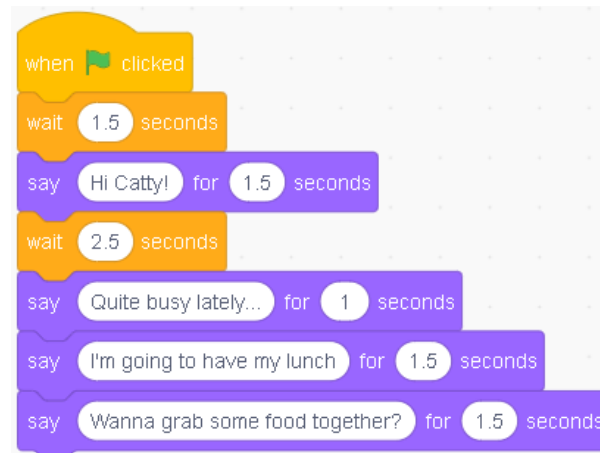 when clicked
wait 1.5 seconds
say Hi Catty! for 1.5 seconds
wait 2.5 seconds
say Quite busy lately... for 1 seconds
say I'm going to have my lunch for 1.5 seconds
say Wanna grab some food together? for 1.5 seconds